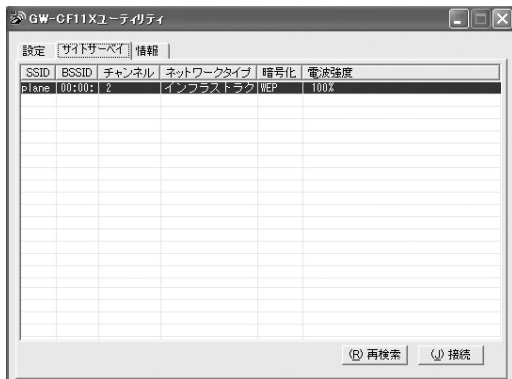 GW-CF11Xユーティリティ
設定 サイトサーベイ 情報
SSID BSSID チャンネル ネットワークタイプ 暗号化 電波強度
plane 00:00: 2 インフラストラク WEP 100%
(R) 再検索 (J) 接続